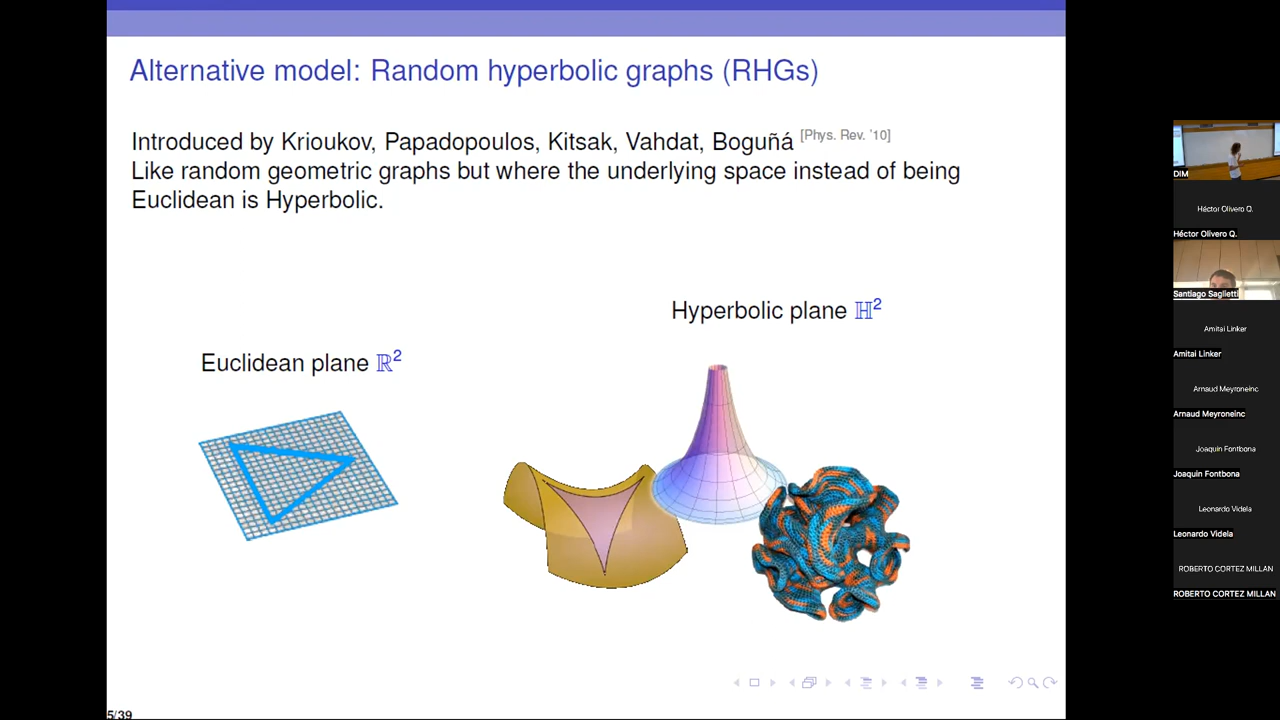 Alternative model: Random hyperbolic graphs (RHGs)
Introduced by Krioukov, Papadopoulos, Kitsak, Vahdat, Boguñá [Phys. Rev. '10]
Like random geometric graphs but where the underlying space instead of being
Euclidean is Hyperbolic.
Hyperbolic plane ℍ²
Euclidean plane ℝ²
5/39
DIM
Héctor Olivero Q.
Héctor Olivero Q.
Santiago Saglietti
Amitai Linker
Amitai Linker
Arnaud Meyroneinc
Arnaud Meyroneinc
Joaquin Fontbona
Joaquin Fontbona
Leonardo Videla
Leonardo Videla
ROBERTO CORTEZ MILLAN
ROBERTO CORTEZ MILLAN